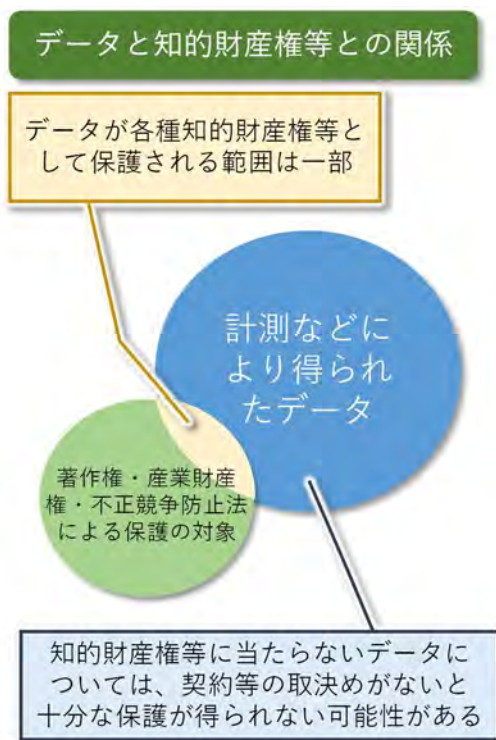 データと知的財産権等との関係
データが各種知的財産権等と
して保護される範囲は一部
計測などに
より得られ
たデータ
著作権・産業財産
権・不正競争防止法
による保護の対象
知的財産権等に当たらないデータに
ついては、契約等の取決めがないと
十分な保護が得られない可能性がある